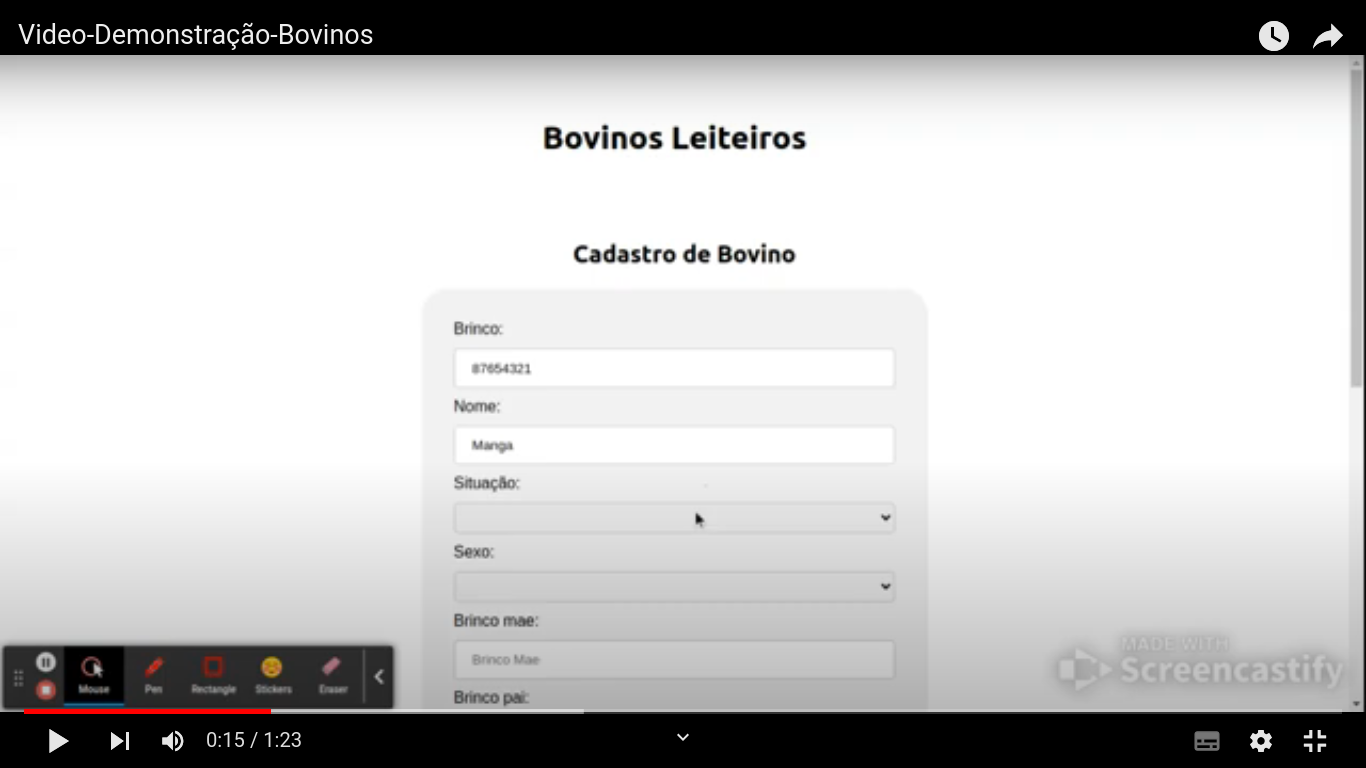 Video-Demonstração-Bovinos
Bovinos Leiteiros
Cadastro de Bovino
Brinco:
87654321
Nome:
Manga
Situação:
Sexo:
Brinco mae:
Brinco Mae
Brinco pai:
Mouse Pen Rectangle Stickers Eraser
MADE WITH
Screencastify
0:15 / 1:23